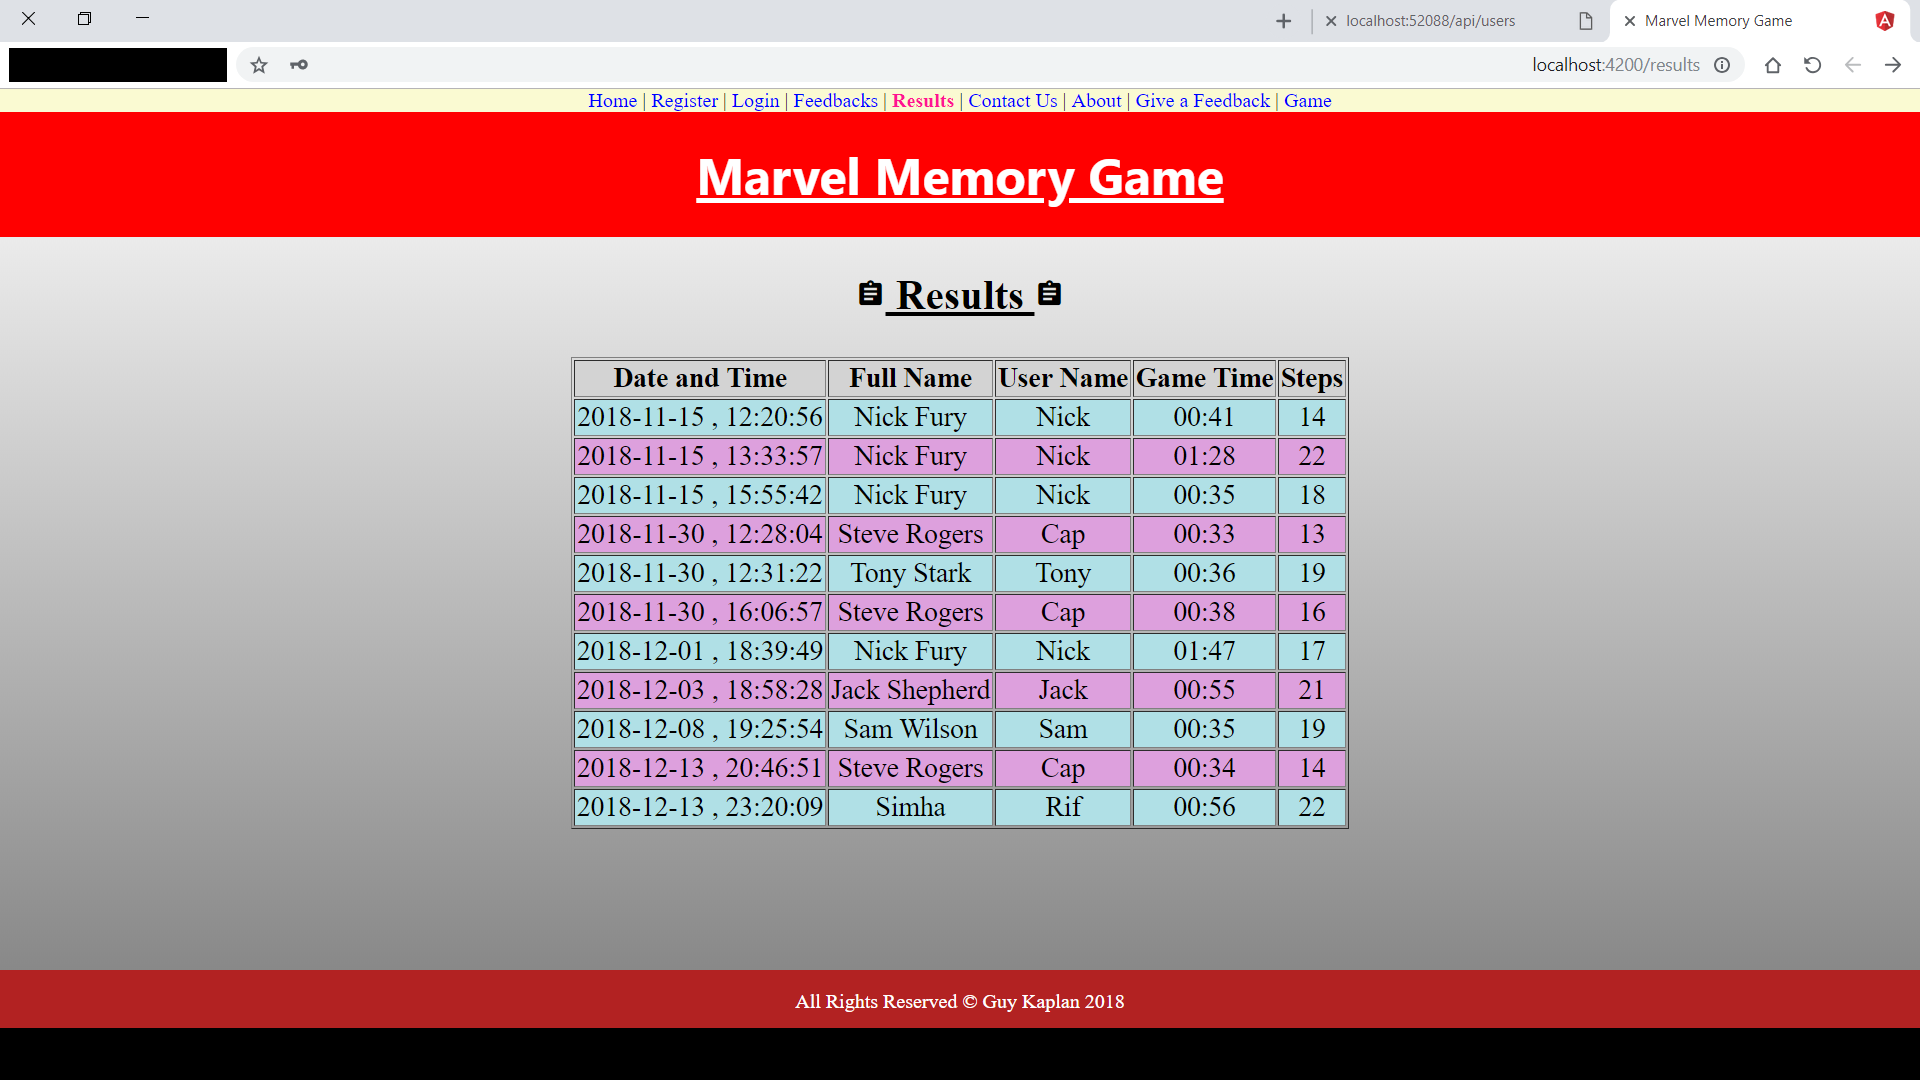 localhost:52088/api/users
Marvel Memory Game
localhost:4200/results
Home | Register | Login | Feedbacks | Results | Contact Us | About | Give a Feedback | Game
Marvel Memory Game
Results
Date and Time Full Name User Name Game Time Steps
2018-11-15 , 12:20:56 Nick Fury Nick 00:41 14
2018-11-15 , 13:33:57 Nick Fury Nick 01:28 22
2018-11-15 , 15:55:42 Nick Fury Nick 00:35 18
2018-11-30 , 12:28:04 Steve Rogers Cap 00:33 13
2018-11-30 , 12:31:22 Tony Stark Tony 00:36 19
2018-11-30 , 16:06:57 Steve Rogers Cap 00:38 16
2018-12-01 , 18:39:49 Nick Fury Nick 01:47 17
2018-12-03 , 18:58:28 Jack Shepherd Jack 00:55 21
2018-12-08 , 19:25:54 Sam Wilson Sam 00:35 19
2018-12-13 , 20:46:51 Steve Rogers Cap 00:34 14
2018-12-13 , 23:20:09 Simha Rif 00:56 22
All Rights Reserved © Guy Kaplan 2018